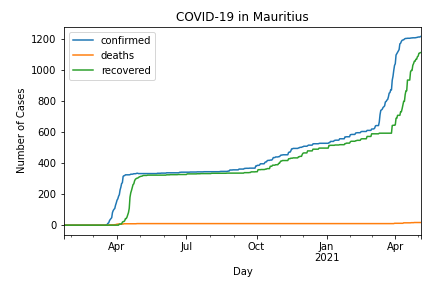 COVID-19 in Mauritius
confirmed
deaths
recovered
Number of Cases
1200
1000
800
600
400
200
0
Apr
Jul
Oct
Jan
2021
Apr
Day